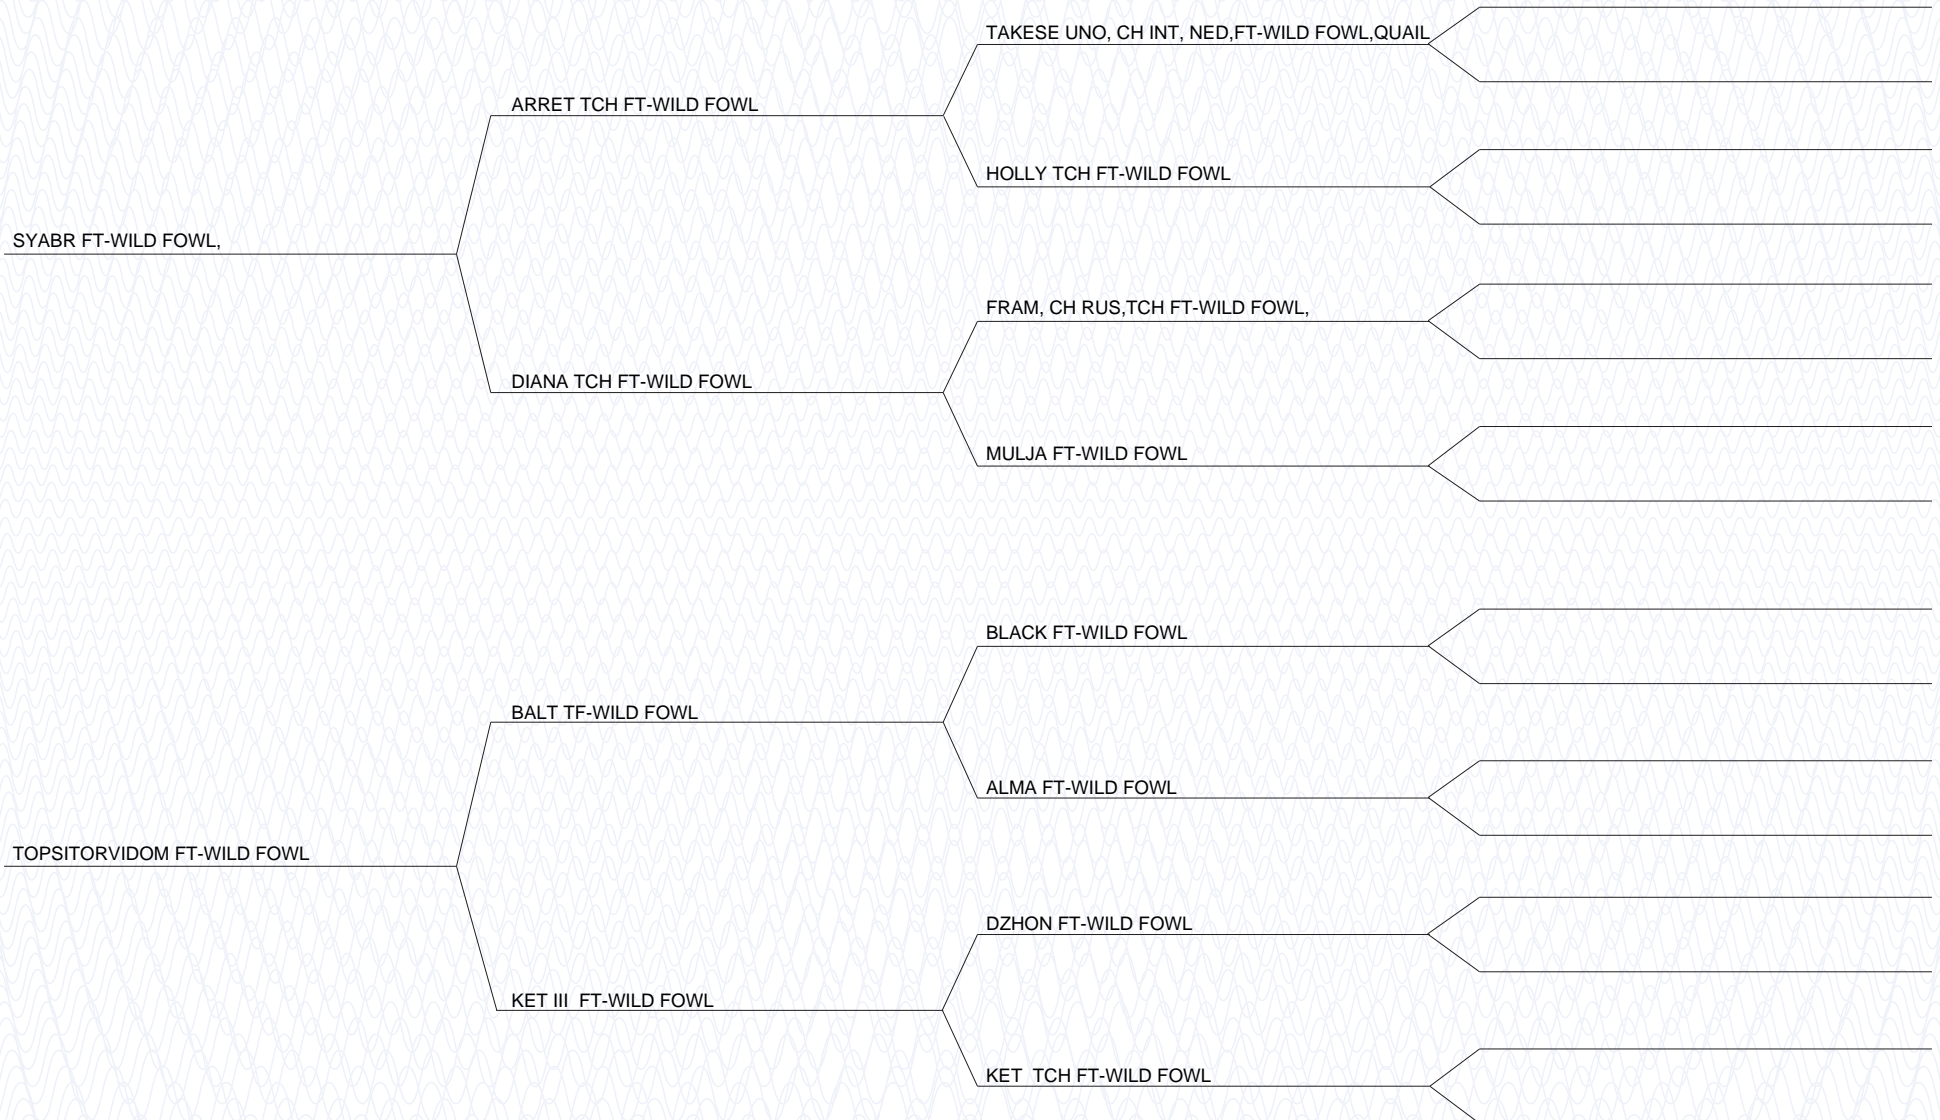 TAKESE UNO, CH INT, NED,FT-WILD FOWL,QUAIL
ARRET TCH FT-WILD FOWL
HOLLY TCH FT-WILD FOWL
SYABR FT-WILD FOWL,
FRAM, CH RUS,TCH FT-WILD FOWL,
DIANA TCH FT-WILD FOWL
MULJA FT-WILD FOWL
BLACK FT-WILD FOWL
BALT TF-WILD FOWL
ALMA FT-WILD FOWL
TOPSITORVIDOM FT-WILD FOWL
DZHON FT-WILD FOWL
KET III  FT-WILD FOWL
KET  TCH FT-WILD FOWL